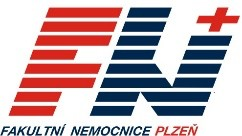 FN
FAKULTNÍ NEMOCNICE PLZEŇ